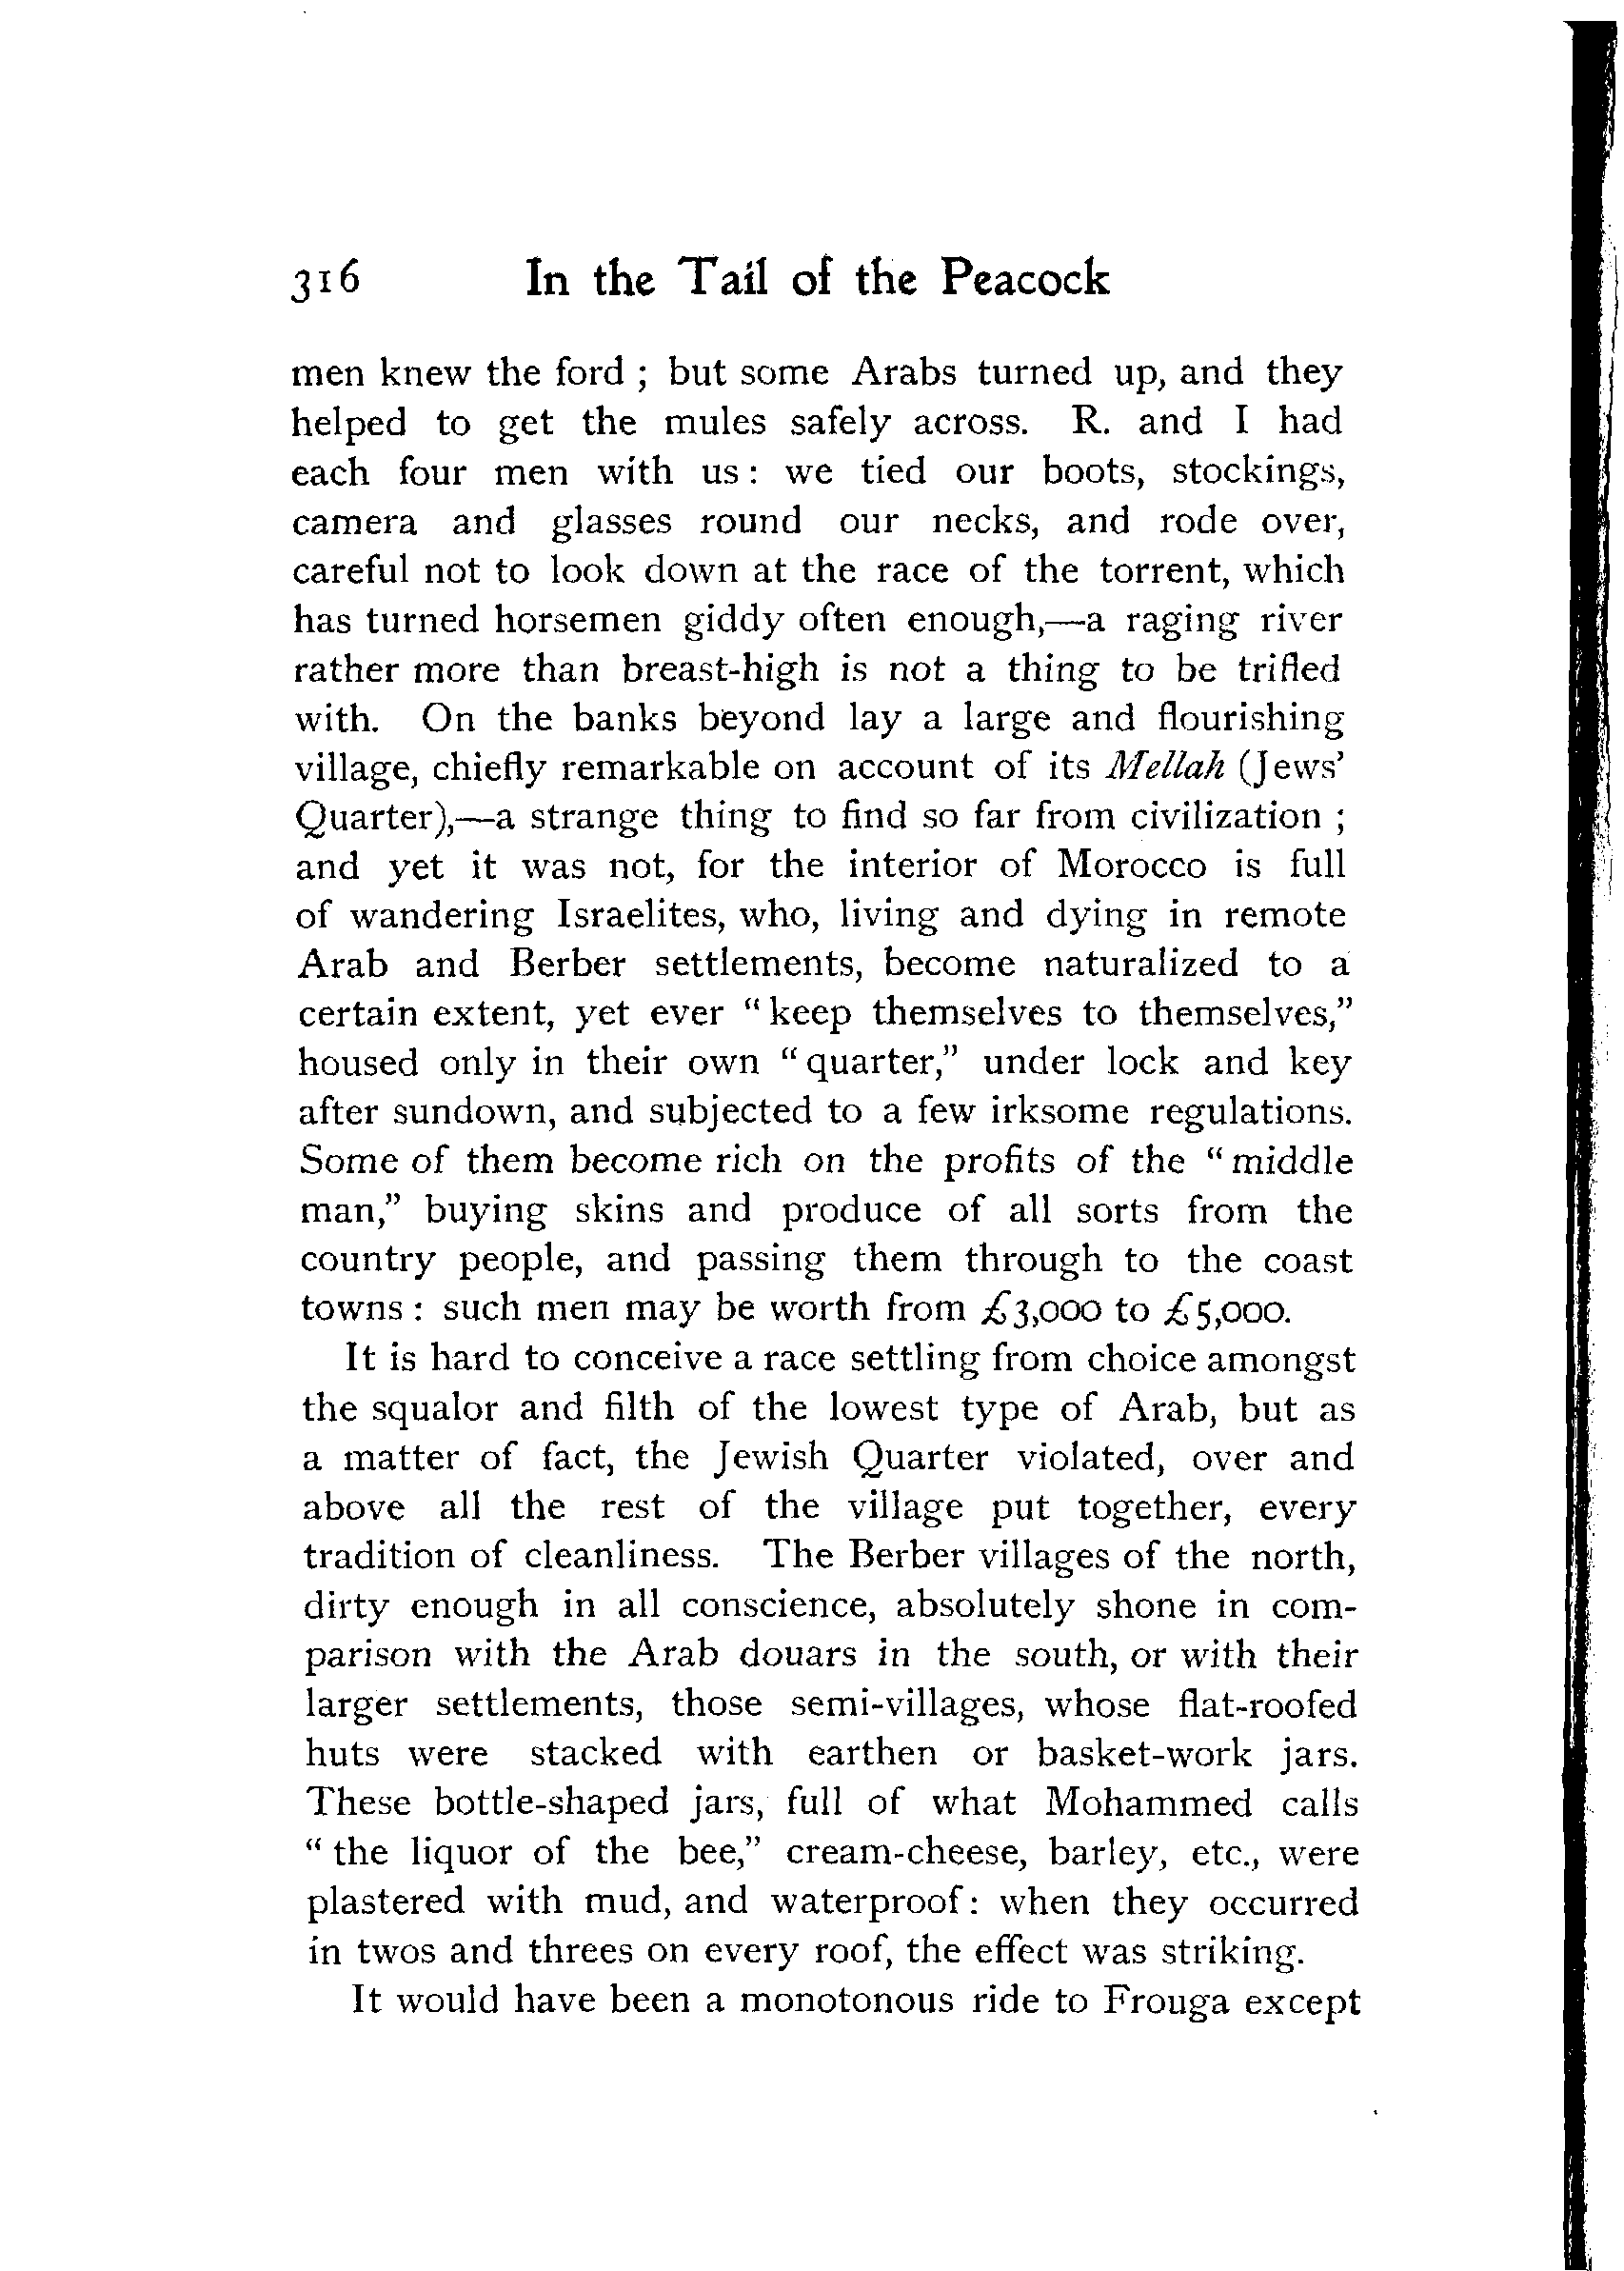 316 In the Tail of the Peacock
men knew the ford ; but some Arabs turned up, and they
helped to get the mules safely across. R. and I had
each four men with us : we tied our boots, stockings,
camera and glasses round our necks, and rode over,
careful not to look down at the race of the torrent, which
has turned horsemen giddy often enough,—a raging river
rather more than breast-high is not a thing to be trifled
with. On the banks beyond lay a large and flourishing
village, chiefly remarkable on account of its Mellah (Jews’
Quarter),—a strange thing to find so far from civilization ;
and yet it was not, for the interior of Morocco is full
of wandering Israelites, who, living and dying in remote
Arab and Berber settlements, become naturalized to a
certain extent, yet ever “ keep themselves to themselves,”
housed only in their own “ quarter,” under lock and key
after sundown, and subjected to a few irksome regulations.
Some of them become rich on the profits of the “ middle
man,” buying skins and produce of all sorts from the
country people, and passing them through to the coast
towns : such men may be worth from £3,000 to £5,000.
It is hard to conceive a race settling from choice amongst
the squalor and filth of the lowest type of Arab, but as
a matter of fact, the Jewish Quarter violated, over and
above all the rest of the village put together, every
tradition of cleanliness. The Berber villages of the north,
dirty enough in all conscience, absolutely shone in com-
parison with the Arab douars in the south, or with their
larger settlements, those semi-villages, whose flat-roofed
huts were stacked with earthen or basket-work jars.
These bottle-shaped jars, full of what Mohammed calls
“ the liquor of the bee,” cream-cheese, barley, etc., were
plastered with mud, and waterproof : when they occurred
in twos and threes on every roof, the effect was striking.
It would have been a monotonous ride to Frouga except